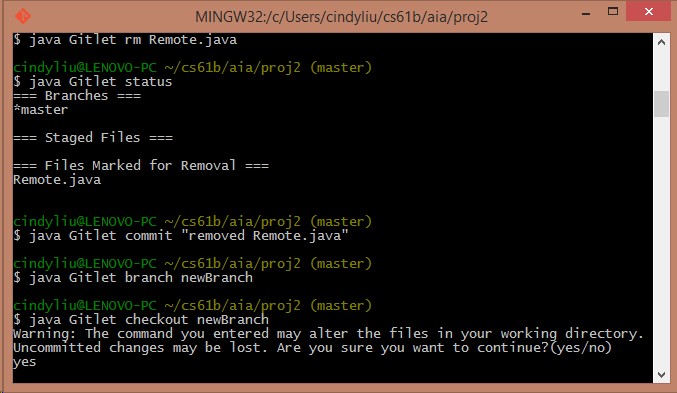 MINGW32:/c/Users/cindyliu/cs61b/aia/proj2
$ java Gitlet rm Remote.java
cindyliu@LENOVO-PC ~/cs61b/aia/proj2 (master)
$ java Gitlet status
=== Branches ===
*master
=== Staged Files ===
=== Files Marked for Removal ===
Remote.java
cindyliu@LENOVO-PC ~/cs61b/aia/proj2 (master)
$ java Gitlet commit "removed Remote.java"
cindyliu@LENOVO-PC ~/cs61b/aia/proj2 (master)
$ java Gitlet branch newBranch
cindyliu@LENOVO-PC ~/cs61b/aia/proj2 (master)
$ java Gitlet checkout newBranch
Warning: The command you entered may alter the files in your working directory.
Uncommitted changes may be lost. Are you sure you want to continue?(yes/no)
yes